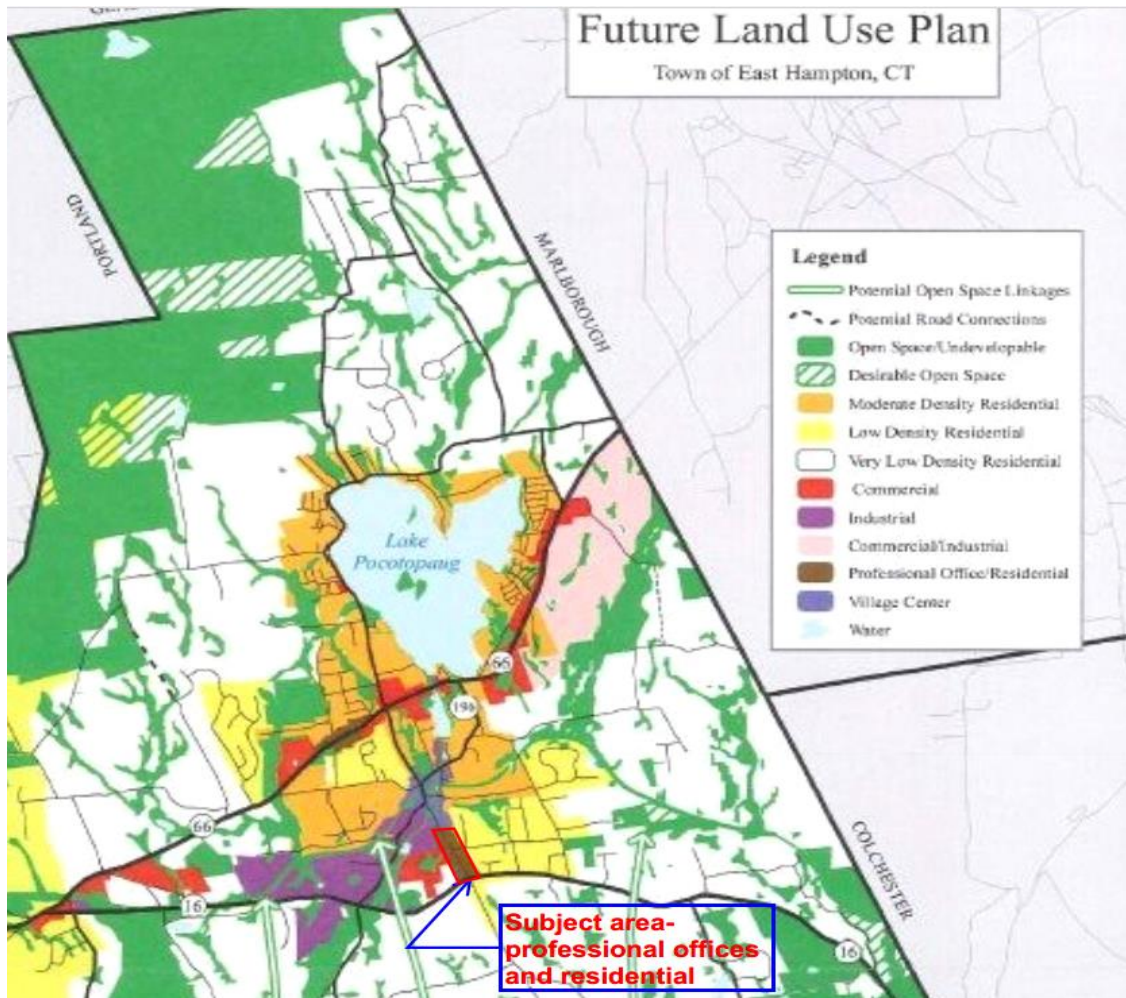 Future Land Use Plan
Town of East Hampton, CT
PORTLAND
MARLBOROUGH
Legend
Potential Open Space Linkages
Potential Road Connections
Open Space/Undevelopable
Desirable Open Space
Moderate Density Residential
Low Density Residential
Very Low Density Residential
Commercial
Industrial
Commercial/Industrial
Professional Office/Residential
Village Center
Water
Lake
Pocotopaug
66
196
66
COLCHESTER
16
Subject area-
professional offices
and residential
16